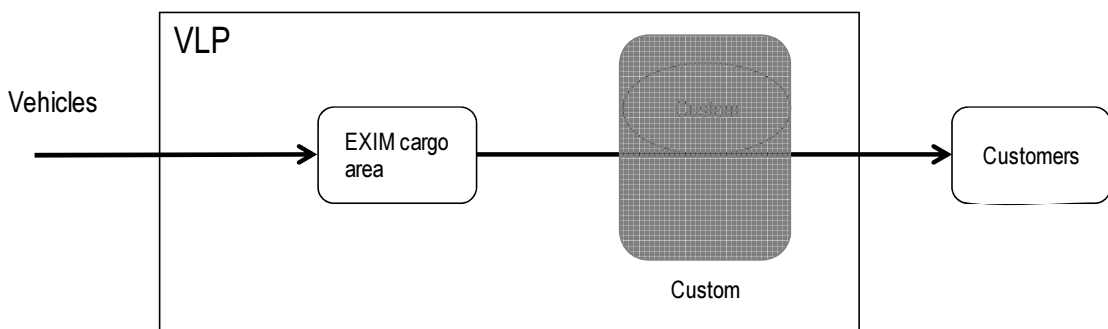 VLP
Vehicles
EXIM cargo
area
Custom
Customers
Custom